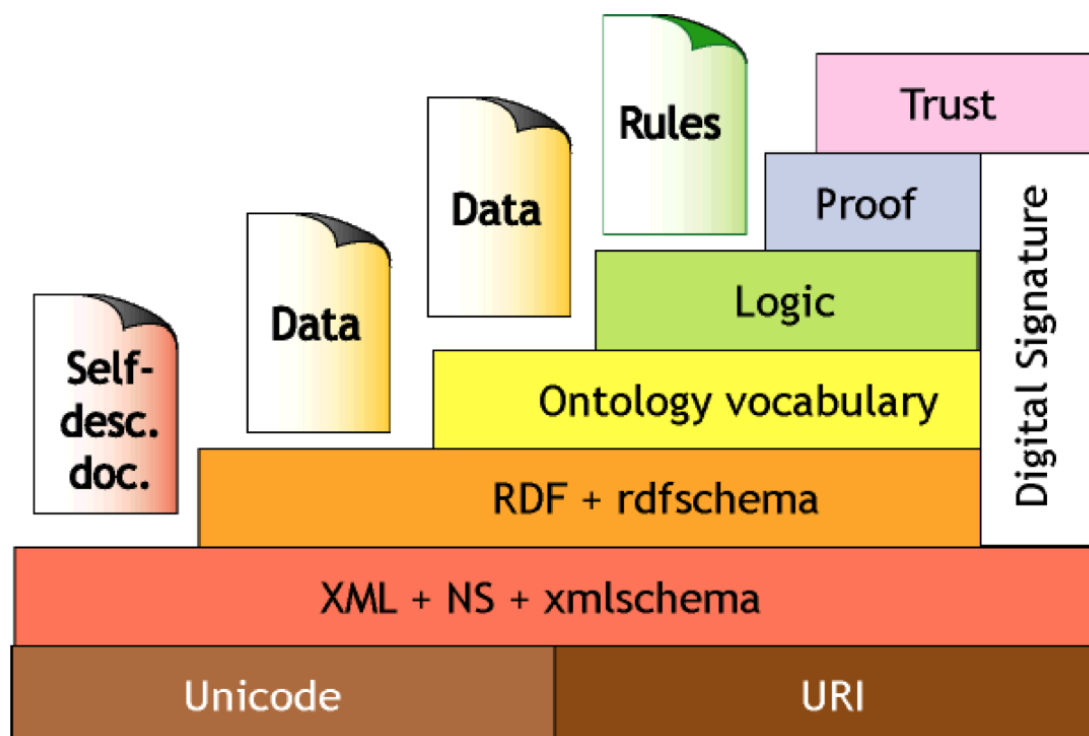 Rules
Trust
Data
Proof
Data
Logic
Digital Signature
Self-
desc.
doc.
Ontology vocabulary
RDF + rdfschema
XML + NS + xmlschema
Unicode
URI